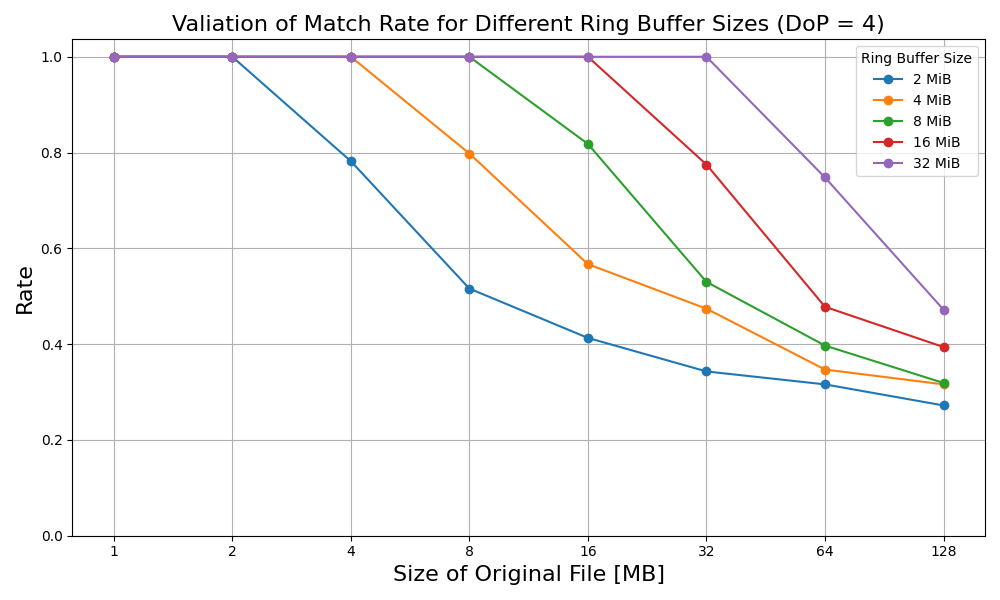 Valiation of Match Rate for Different Ring Buffer Sizes (DoP = 4)
Ring Buffer Size
2 MiB
4 MiB
8 MiB
16 MiB
32 MiB
1.0
0.8
0.6
0.4
0.2
0.0
Rate
1 2 4 8 16 32 64 128
Size of Original File [MB]